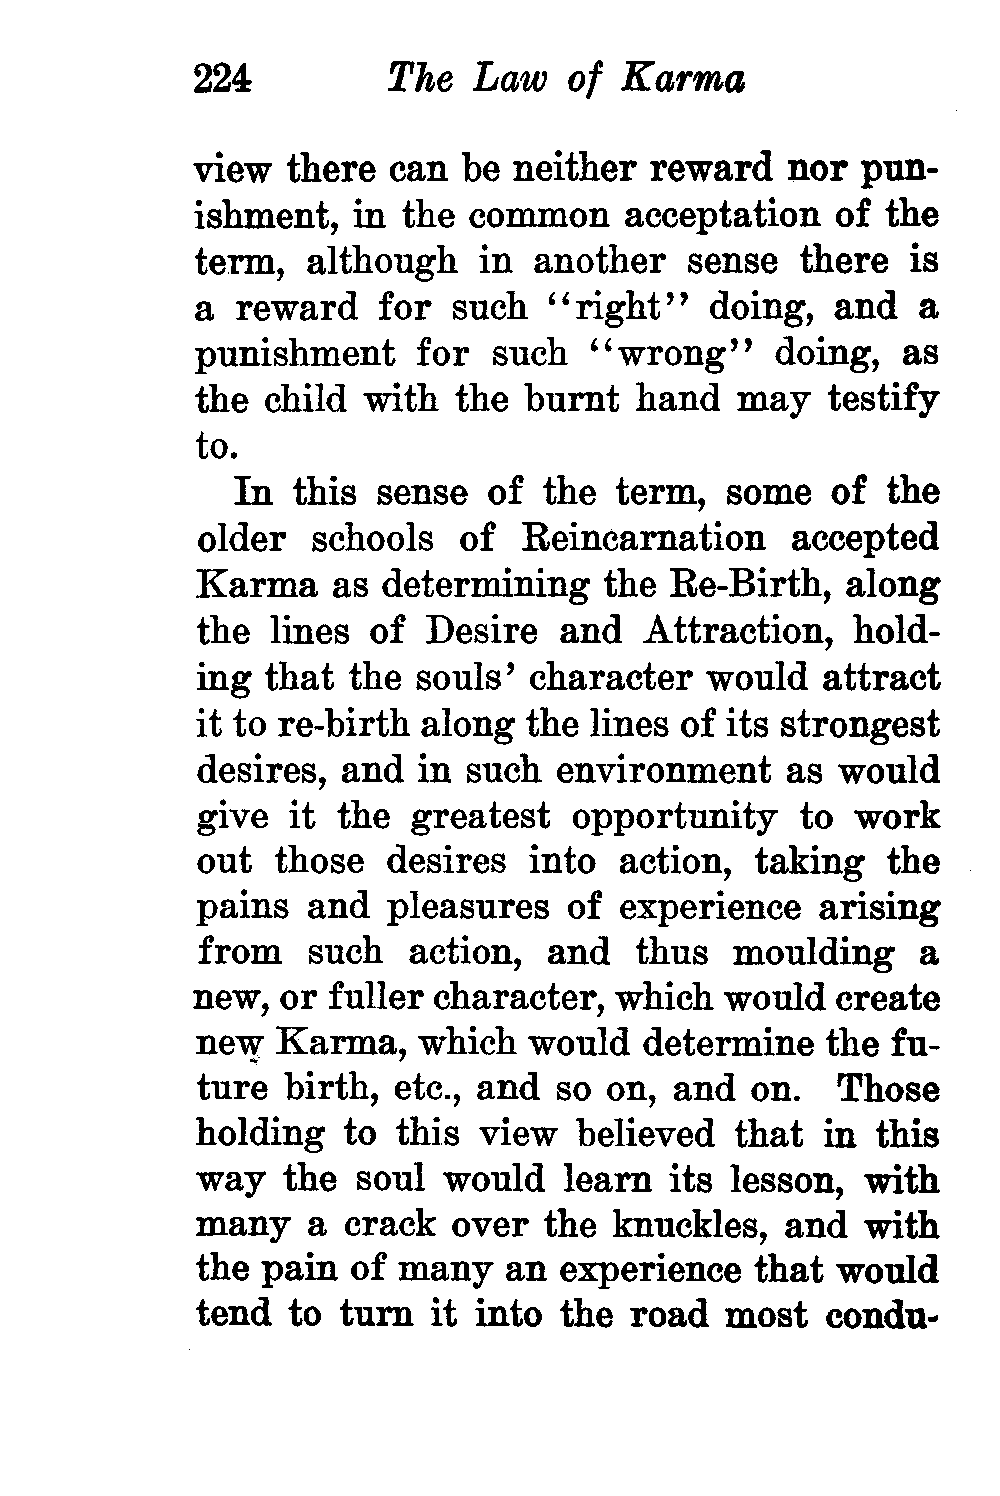 224 The Law of Karma
view there can be neither reward nor pun-
ishment, in the common acceptation of the
term, although in another sense there is
a reward for such "right" doing, and a
punishment for such "wrong" doing, as
the child with the burnt hand may testify
to.
In this sense of the term, some of the
older schools of Reincarnation accepted
Karma as determining the Re-Birth, along
the lines of Desire and Attraction, hold-
ing that the souls' character would attract
it to re-birth along the lines of its strongest
desires, and in such environment as would
give it the greatest opportunity to work
out those desires into action, taking the
pains and pleasures of experience arising
from such action, and thus moulding a
new, or fuller character, which would create
new Karma, which would determine the fu-
ture birth, etc., and so on, and on. Those
holding to this view believed that in this
way the soul would learn its lesson, with
many a crack over the knuckles, and with
the pain of many an experience that would
tend to turn it into the road most condu-